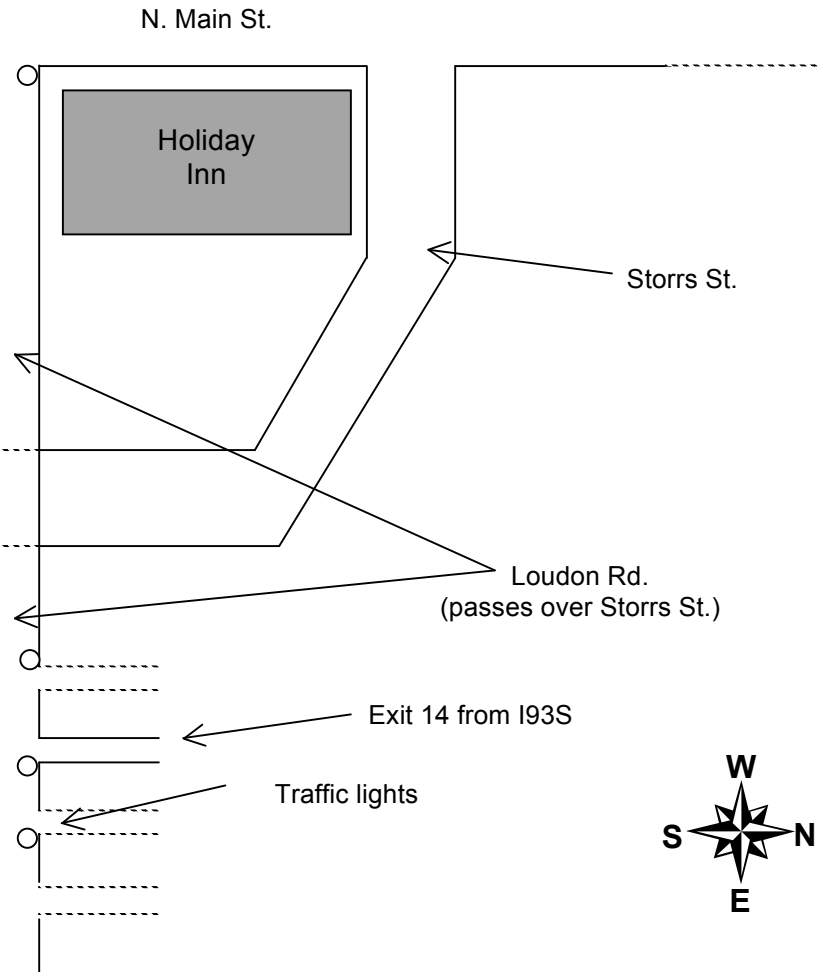 N. Main St.
Holiday
Inn
Storrs St.
Loudon Rd.
(passes over Storrs St.)
Exit 14 from I93S
Traffic lights
W
S
N
E